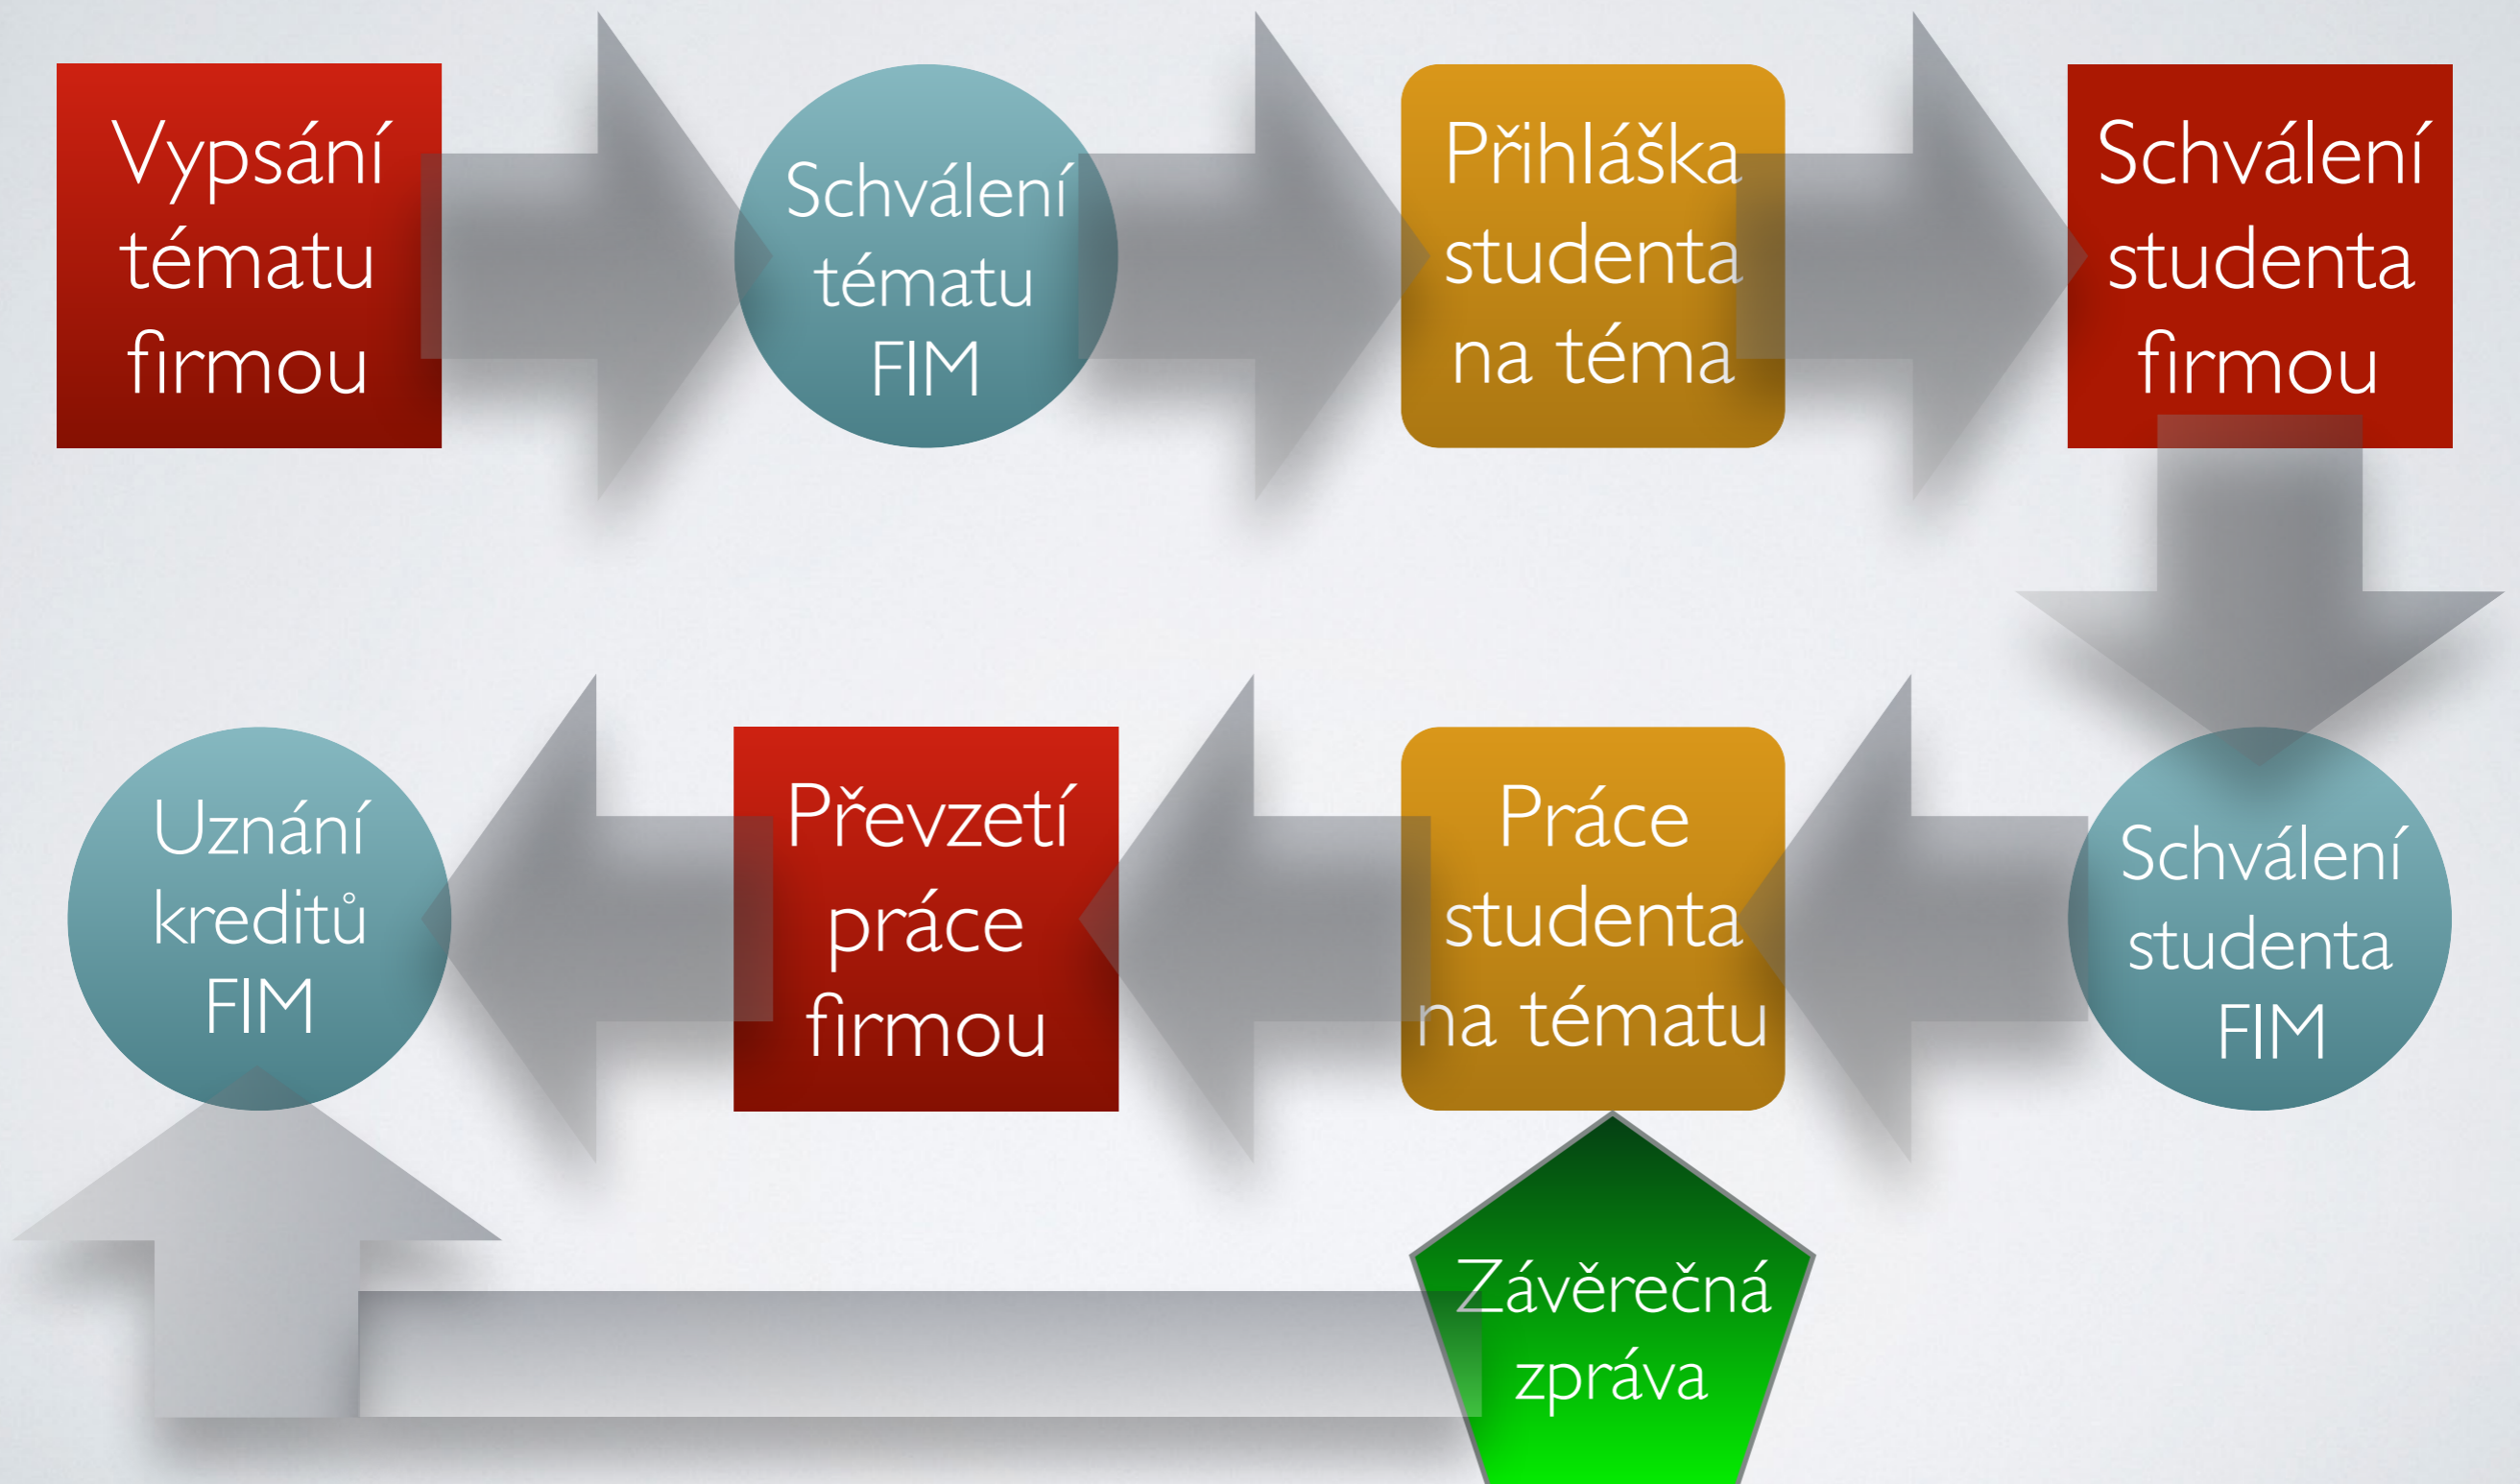 Vypsání
tématu
firmou
Schválení
tématu
FIM
Přihláška
studenta
na téma
Schválení
studenta
firmou
Schválení
studenta
FIM
Práce
studenta
na tématu
Převzetí
práce
firmou
Uznání
kreditů
FIM
Závěrečná
zpráva